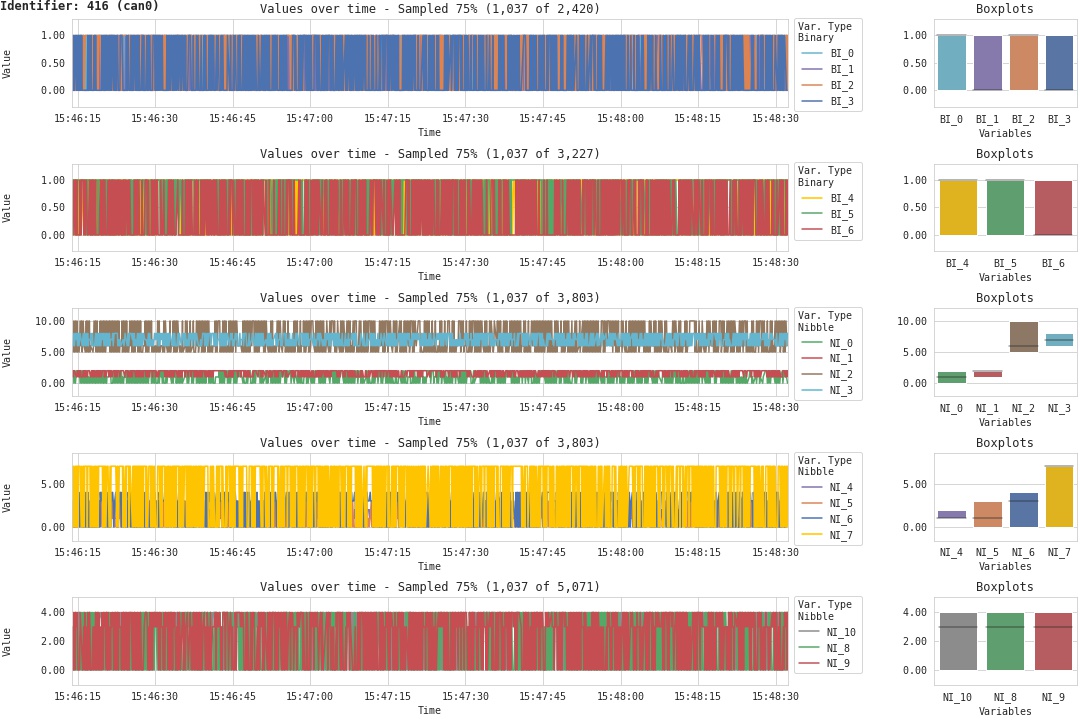 Identifier: 416 (can0)
Values over time - Sampled 75% (1,037 of 2,420)
Value
1.00
0.50
0.00
15:46:15 15:46:30 15:46:45 15:47:00 15:47:15 15:47:30 15:47:45 15:48:00 15:48:15 15:48:30
Time
Var. Type
Binary
BI_0
BI_1
BI_2
BI_3
Boxplots
1.00
0.50
0.00
BI_0 BI_1 BI_2 BI_3
Variables
Values over time - Sampled 75% (1,037 of 3,227)
Value
1.00
0.50
0.00
15:46:15 15:46:30 15:46:45 15:47:00 15:47:15 15:47:30 15:47:45 15:48:00 15:48:15 15:48:30
Time
Var. Type
Binary
BI_4
BI_5
BI_6
Boxplots
1.00
0.50
0.00
BI_4 BI_5 BI_6
Variables
Values over time - Sampled 75% (1,037 of 3,803)
Value
10.00
5.00
0.00
15:46:15 15:46:30 15:46:45 15:47:00 15:47:15 15:47:30 15:47:45 15:48:00 15:48:15 15:48:30
Time
Var. Type
Nibble
NI_0
NI_1
NI_2
NI_3
Boxplots
10.00
5.00
0.00
NI_0 NI_1 NI_2 NI_3
Variables
Values over time - Sampled 75% (1,037 of 3,803)
Value
5.00
0.00
15:46:15 15:46:30 15:46:45 15:47:00 15:47:15 15:47:30 15:47:45 15:48:00 15:48:15 15:48:30
Time
Var. Type
Nibble
NI_4
NI_5
NI_6
NI_7
Boxplots
5.00
0.00
NI_4 NI_5 NI_6 NI_7
Variables
Values over time - Sampled 75% (1,037 of 5,071)
Value
4.00
2.00
0.00
15:46:15 15:46:30 15:46:45 15:47:00 15:47:15 15:47:30 15:47:45 15:48:00 15:48:15 15:48:30
Time
Var. Type
Nibble
NI_10
NI_8
NI_9
Boxplots
4.00
2.00
0.00
NI_10 NI_8 NI_9
Variables